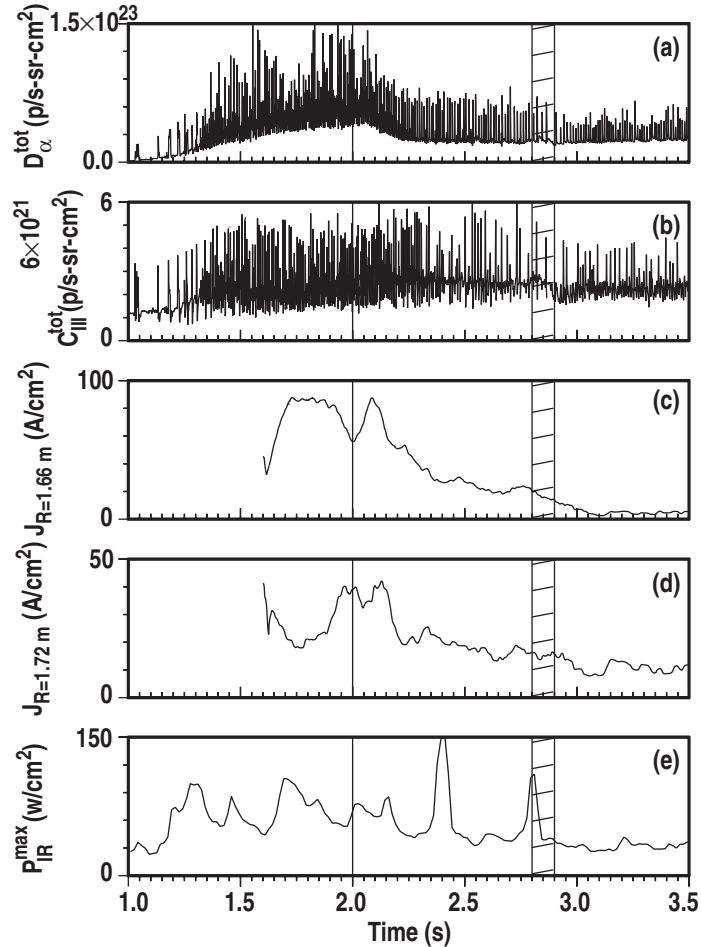 1.5×10²³
(a)
D_α^tot (p/s-sr-cm²)
0.0
6
(b)
6×10²¹
C_III^tot (p/s-sr-cm²)
0
100
(c)
J_R=1.66 m (A/cm²)
0
50
(d)
J_R=1.72 m (A/cm²)
0
150
(e)
P_IR^max (w/cm²)
0
1.0 1.5 2.0 2.5 3.0 3.5
Time (s)